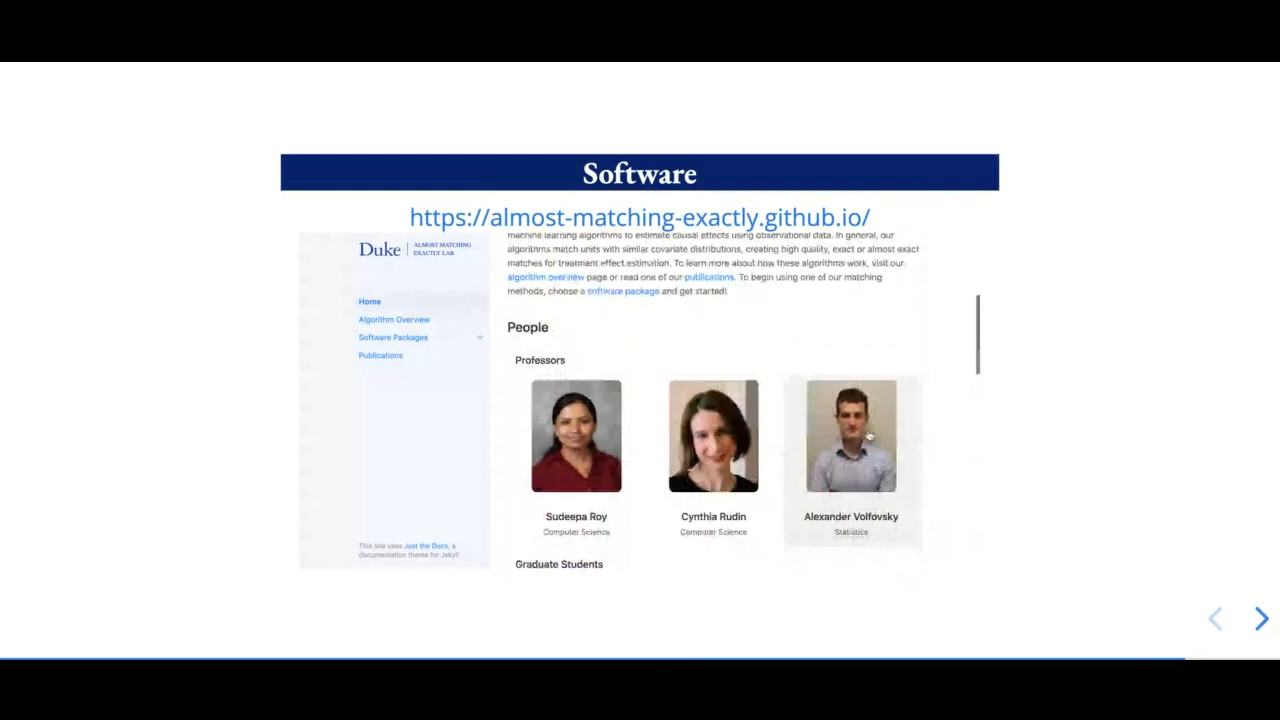 Software
https://almost-matching-exactly.github.io/
machine learning algorithms to estimate causal effects using observational data. In general, our
Duke | ALMOST MATCHING
EXACTLY LAB
algorithms match units with similar covariate distributions, creating high quality, exact or almost exact
matches for treatment effect estimation. To learn more about how these algorithms work, visit our
algorithm overview page or read one of our publications. To begin using one of our matching
methods, choose a software package and get started!
Home
Algorithm Overview
Software Packages
Publications
People
Professors
Sudeepa Roy
Computer Science
Cynthia Rudin
Computer Science
Alexander Volfovsky
Statistics
Graduate Students
This site uses Just the Docs, a
documentation theme for Jekyll